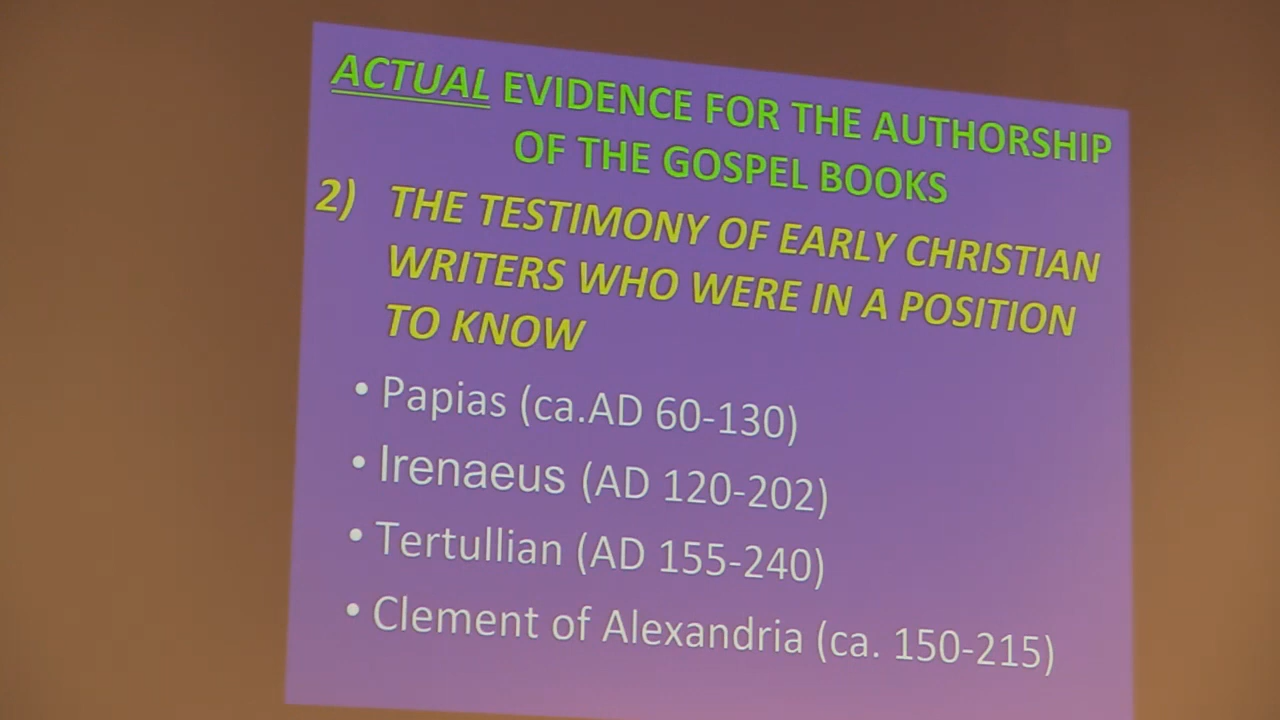 ACTUAL EVIDENCE FOR THE AUTHORSHIP
OF THE GOSPEL BOOKS
2) THE TESTIMONY OF EARLY CHRISTIAN
WRITERS WHO WERE IN A POSITION
TO KNOW
• Papias (ca.AD 60-130)
• Irenaeus (AD 120-202)
• Tertullian (AD 155-240)
• Clement of Alexandria (ca. 150-215)